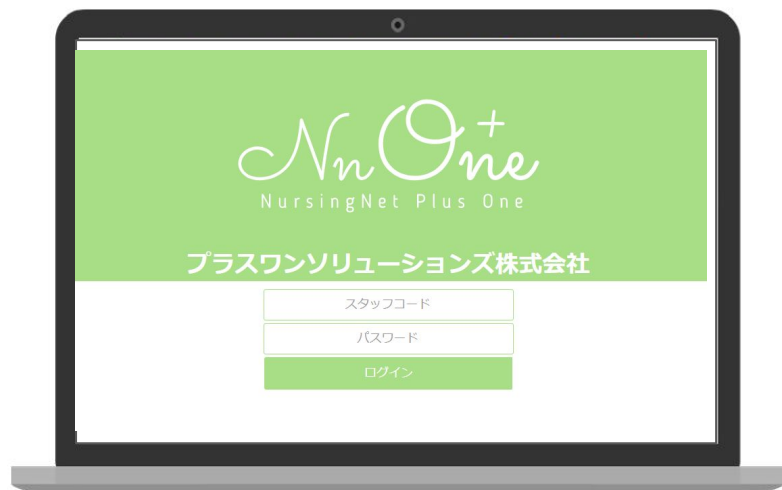 NnOne+
NursingNet Plus One
プラスワンソリューションズ株式会社
スタッフコード
パスワード
ログイン